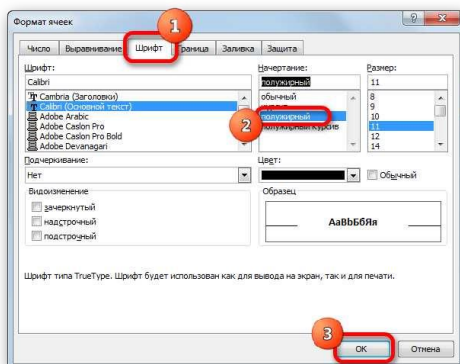 Формат ячеек
1
Число Выравнивание Шрифт Граница Заливка Защита
Шрифт: Начертание: Размер:
Calibri полужирный 11
Cambria (Заголовки) обычный 8
Calibri (Основной текст) 9
Adobe Arabic 2 полужирный 10
Adobe Caslon Pro полужирный курсив 11
Adobe Caslon Pro Bold 12
Adobe Devanagari 14
Подчеркивание: Цвет:
Нет Обычный
Видоизменение Образец
зачеркнутый
надстрочный АаBbБбЯя
подстрочный
Шрифт типа TrueType. Шрифт будет использован как для вывода на экран, так и для печати.
3
ОК Отмена